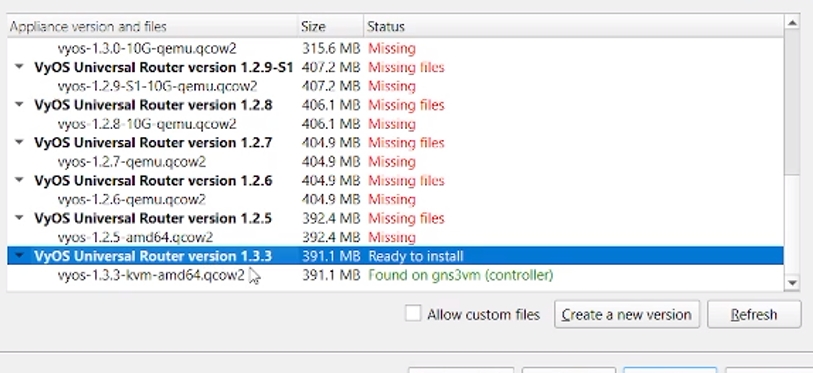 Appliance version and files Size Status
vyos-1.3.0-10G-qemu.qcow2 315.6 MB Missing
VyOS Universal Router version 1.2.9-S1 407.2 MB Missing files
vyos-1.2.9-S1-10G-qemu.qcow2 407.2 MB Missing
VyOS Universal Router version 1.2.8 406.1 MB Missing files
vyos-1.2.8-10G-qemu.qcow2 406.1 MB Missing
VyOS Universal Router version 1.2.7 404.9 MB Missing files
vyos-1.2.7-qemu.qcow2 404.9 MB Missing
VyOS Universal Router version 1.2.6 404.9 MB Missing files
vyos-1.2.6-qemu.qcow2 404.9 MB Missing
VyOS Universal Router version 1.2.5 392.4 MB Missing files
vyos-1.2.5-amd64.qcow2 392.4 MB Missing
VyOS Universal Router version 1.3.3 391.1 MB Ready to install
vyos-1.3.3-kvm-amd64.qcow2 391.1 MB Found on gns3vm (controller)
Allow custom files Create a new version Refresh